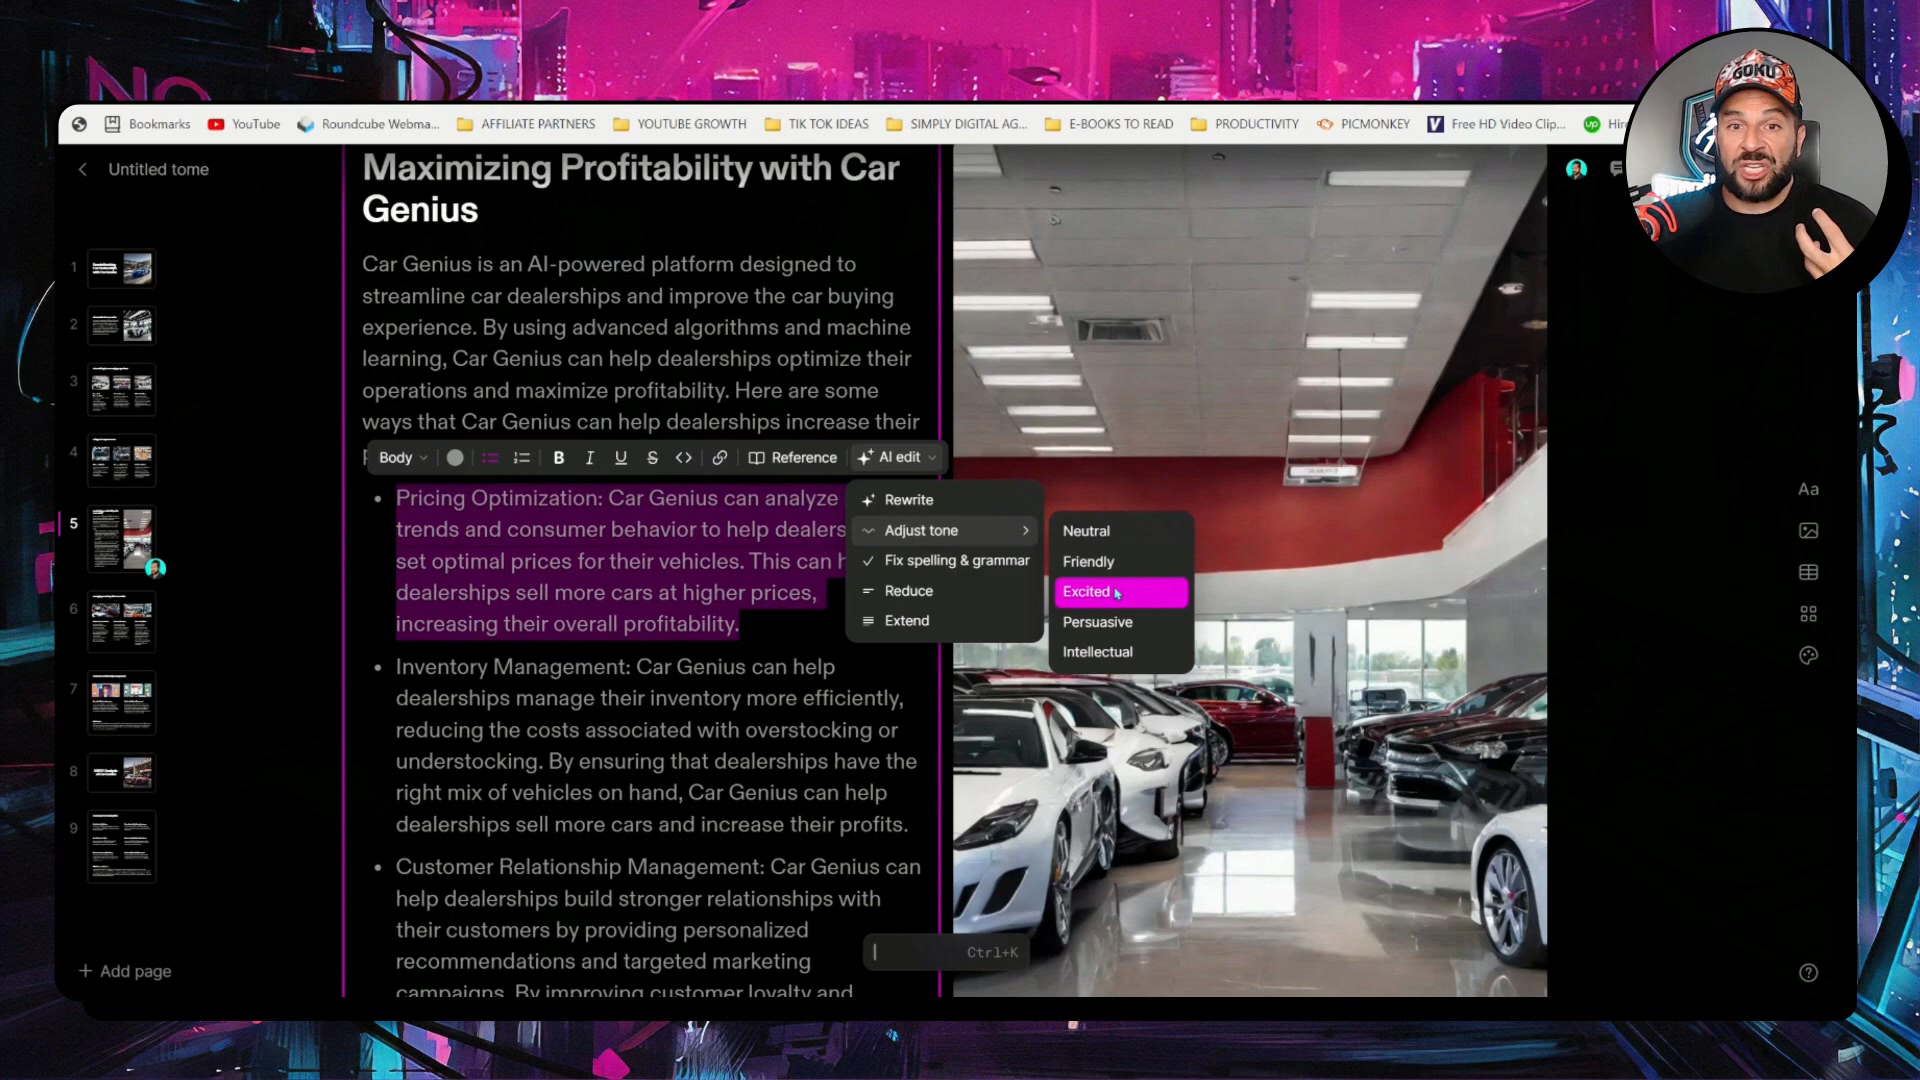 No
GOKU
Bookmarks YouTube Roundcube Webma... AFFILIATE PARTNERS YOUTUBE GROWTH TIK TOK IDEAS SIMPLY DIGITAL AG... E-BOOKS TO READ PRODUCTIVITY PICMONKEY Free HD Video Clip... up Hir
Untitled tome
1
2
3
4
5
6
7
8
9
+ Add page
Maximizing Profitability with Car
Genius
Car Genius is an AI-powered platform designed to
streamline car dealerships and improve the car buying
experience. By using advanced algorithms and machine
learning, Car Genius can help dealerships optimize their
operations and maximize profitability. Here are some
ways that Car Genius can help dealerships increase their
Body B I U S <> Reference AI edit
• Pricing Optimization: Car Genius can analyze
trends and consumer behavior to help dealers
set optimal prices for their vehicles. This can h
dealerships sell more cars at higher prices,
increasing their overall profitability.
• Inventory Management: Car Genius can help
dealerships manage their inventory more efficiently,
reducing the costs associated with overstocking or
understocking. By ensuring that dealerships have the
right mix of vehicles on hand, Car Genius can help
dealerships sell more cars and increase their profits.
• Customer Relationship Management: Car Genius can
help dealerships build stronger relationships with
their customers by providing personalized
recommendations and targeted marketing
campaigns. By improving customer loyalty and
Rewrite
Adjust tone
Fix spelling & grammar
Reduce
Extend
Neutral
Friendly
Excited
Persuasive
Intellectual
Ctrl+K
Aa